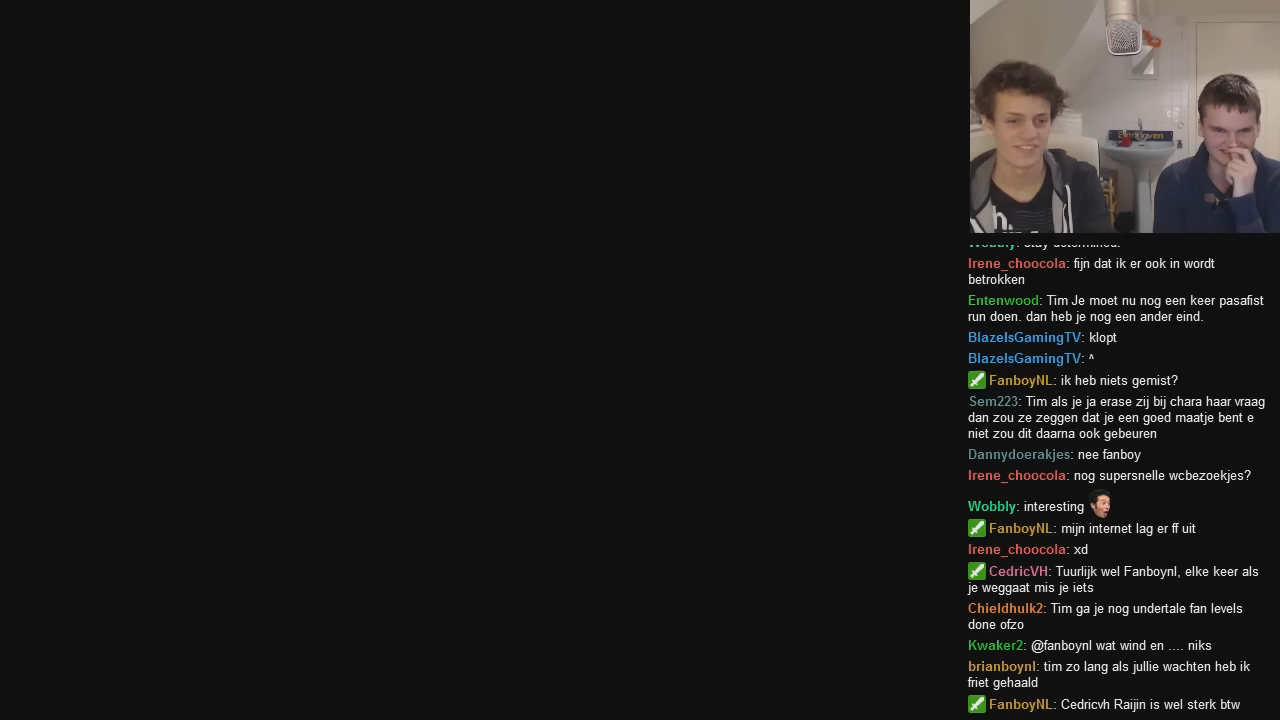 Eindhoven
Wobbly: stay determined.
Irene_choocola: fijn dat ik er ook in wordt
betrokken
Entenwood: Tim Je moet nu nog een keer pasafist
run doen. dan heb je nog een ander eind.
BlazeIsGamingTV: klopt
BlazeIsGamingTV: ^
FanboyNL: ik heb niets gemist?
Sem223: Tim als je ja erase zij bij chara haar vraag
dan zou ze zeggen dat je een goed maatje bent e
niet zou dit daarna ook gebeuren
Dannydoerakjes: nee fanboy
Irene_choocola: nog supersnelle wcbezoekjes?
Wobbly: interesting
FanboyNL: mijn internet lag er ff uit
Irene_choocola: xd
CedricVH: Tuurlijk wel Fanboynl, elke keer als
je weggaat mis je iets
Chieldhulk2: Tim ga je nog undertale fan levels
done ofzo
Kwaker2: @fanboynl wat wind en .... niks
brianboynl: tim zo lang als jullie wachten heb ik
friet gehaald
FanboyNL: Cedricvh Raijin is wel sterk btw